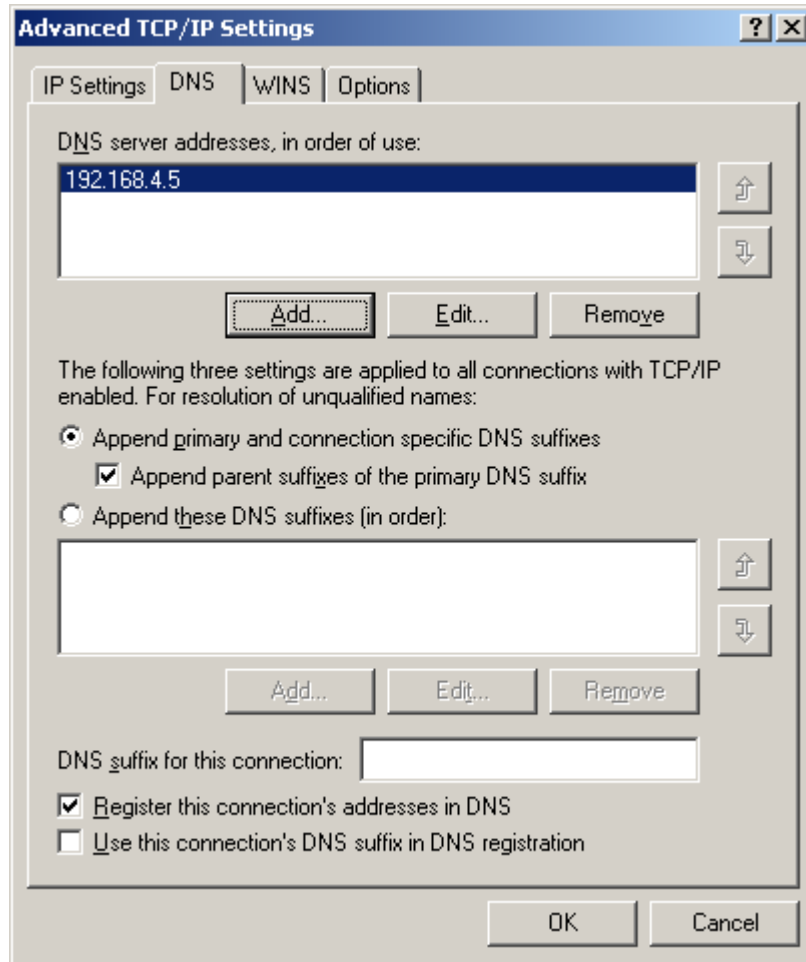 Advanced TCP/IP Settings
IP Settings DNS WINS Options
DNS server addresses, in order of use:
192.168.4.5
Add... Edit... Remove
The following three settings are applied to all connections with TCP/IP
enabled. For resolution of unqualified names:
Append primary and connection specific DNS suffixes
Append parent suffixes of the primary DNS suffix
Append these DNS suffixes (in order):
Add... Edit... Remove
DNS suffix for this connection:
Register this connection's addresses in DNS
Use this connection's DNS suffix in DNS registration
OK Cancel